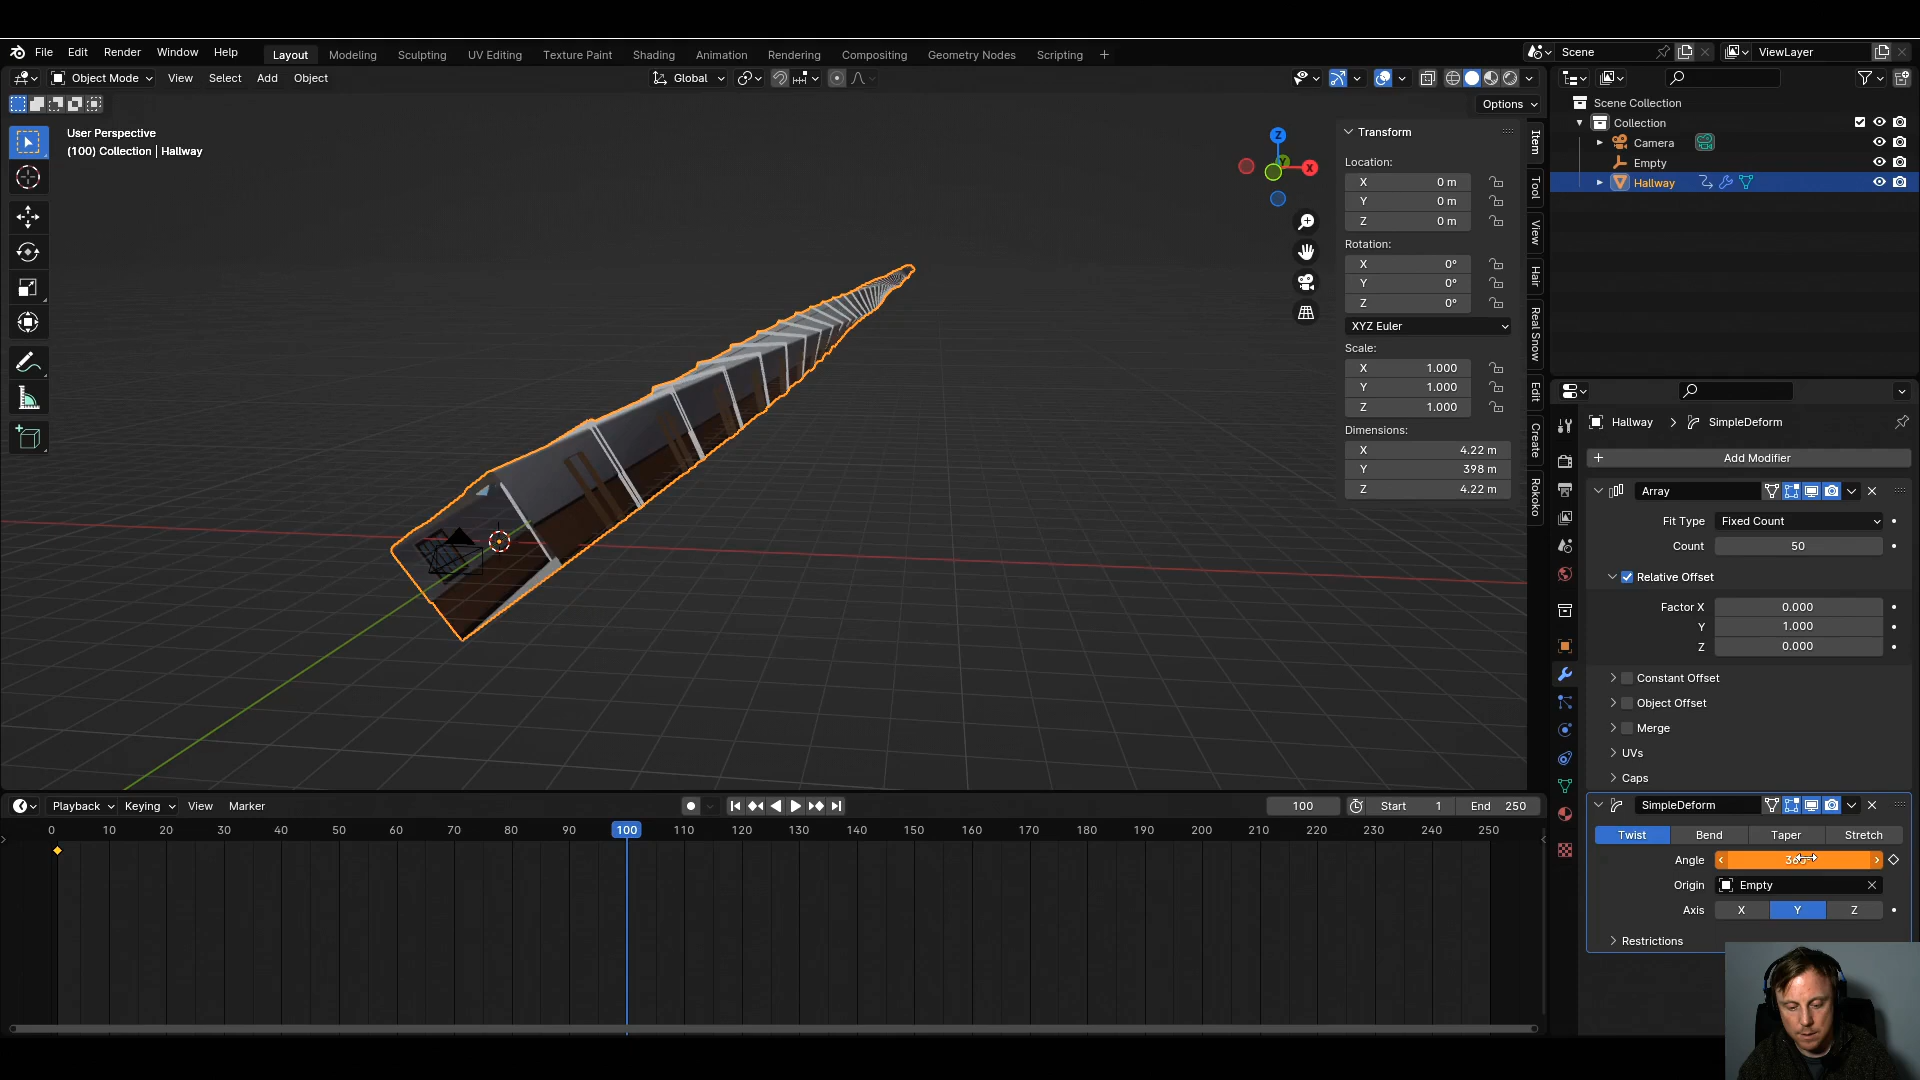 File Edit Render Window Help
Layout Modeling Sculpting UV Editing Texture Paint Shading Animation Rendering Compositing Geometry Nodes Scripting +
Scene
ViewLayer
Object Mode View Select Add Object
Global
Options
User Perspective
(100) Collection | Hallway
Z
Y
X
Transform
Location:
X 0 m
Y 0 m
Z 0 m
Rotation:
X 0°
Y 0°
Z 0°
XYZ Euler
Scale:
X 1.000
Y 1.000
Z 1.000
Dimensions:
X 4.22 m
Y 398 m
Z 4.22 m
Item
Tool
View
Hair
Real Snow
Edit
Create
Rokoko
Scene Collection
Collection
Camera
Empty
Hallway
Hallway > SimpleDeform
+ Add Modifier
Array
Fit Type Fixed Count
Count 50
Relative Offset
Factor X 0.000
Y 1.000
Z 0.000
Constant Offset
Object Offset
Merge
UVs
Caps
SimpleDeform
Twist Bend Taper Stretch
Angle
Origin Empty
Axis X Y Z
Restrictions
Playback Keying View Marker
100 Start 1 End 250
0 10 20 30 40 50 60 70 80 90 100 110 120 130 140 150 160 170 180 190 200 210 220 230 240 250